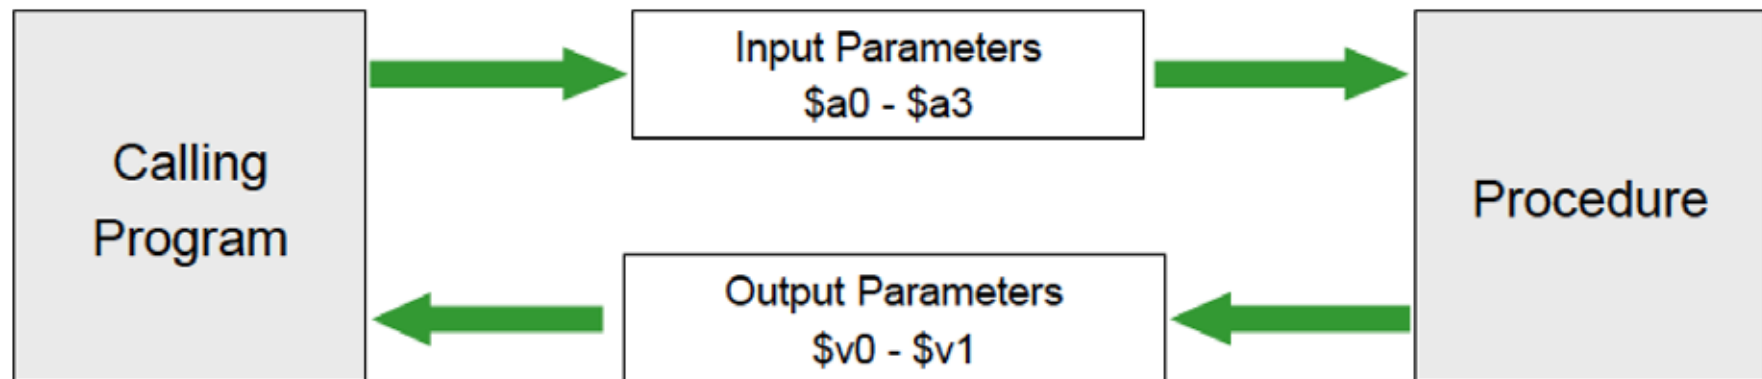 Calling
Program
Input Parameters
$a0 - $a3
Procedure
Output Parameters
$v0 - $v1